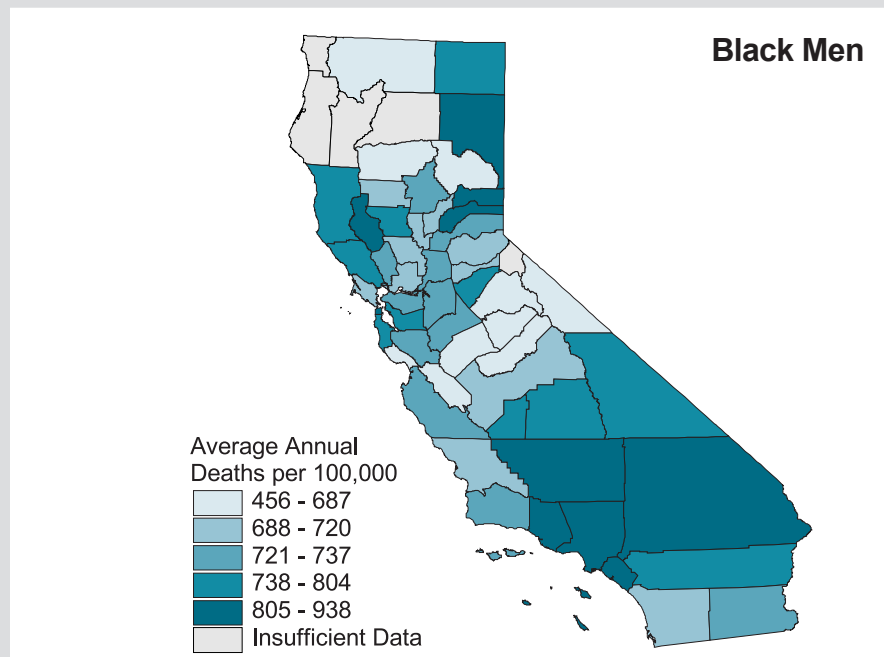 Black Men
Average Annual
Deaths per 100,000
456 - 687
688 - 720
721 - 737
738 - 804
805 - 938
Insufficient Data